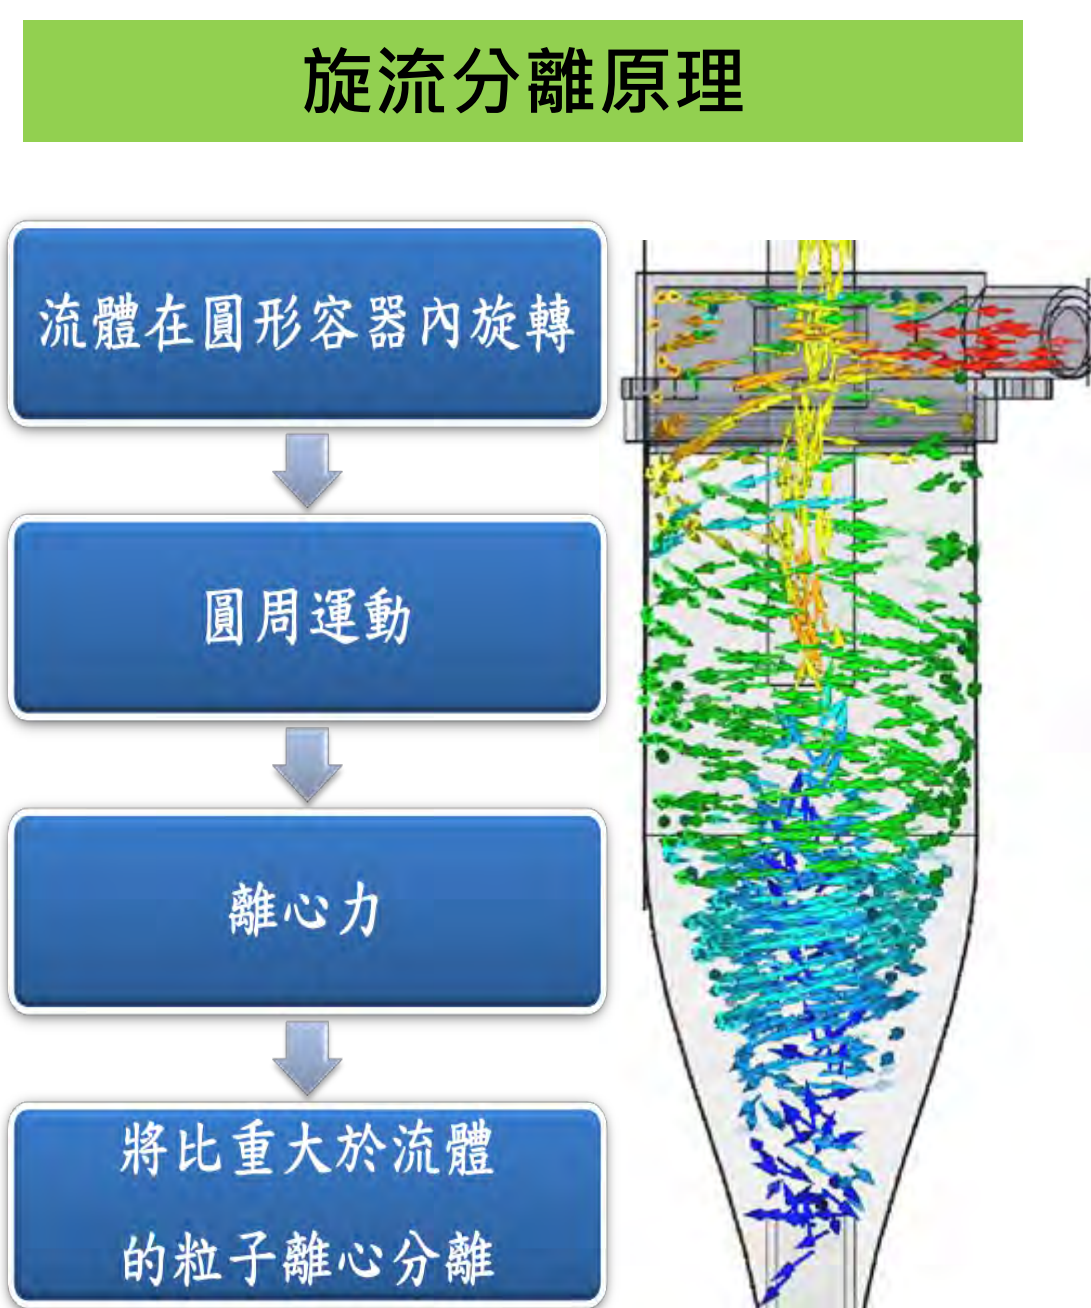 旋流分離原理
流體在圓形容器內旋轉
圓周運動
離心力
將比重大於流體
的粒子離心分離